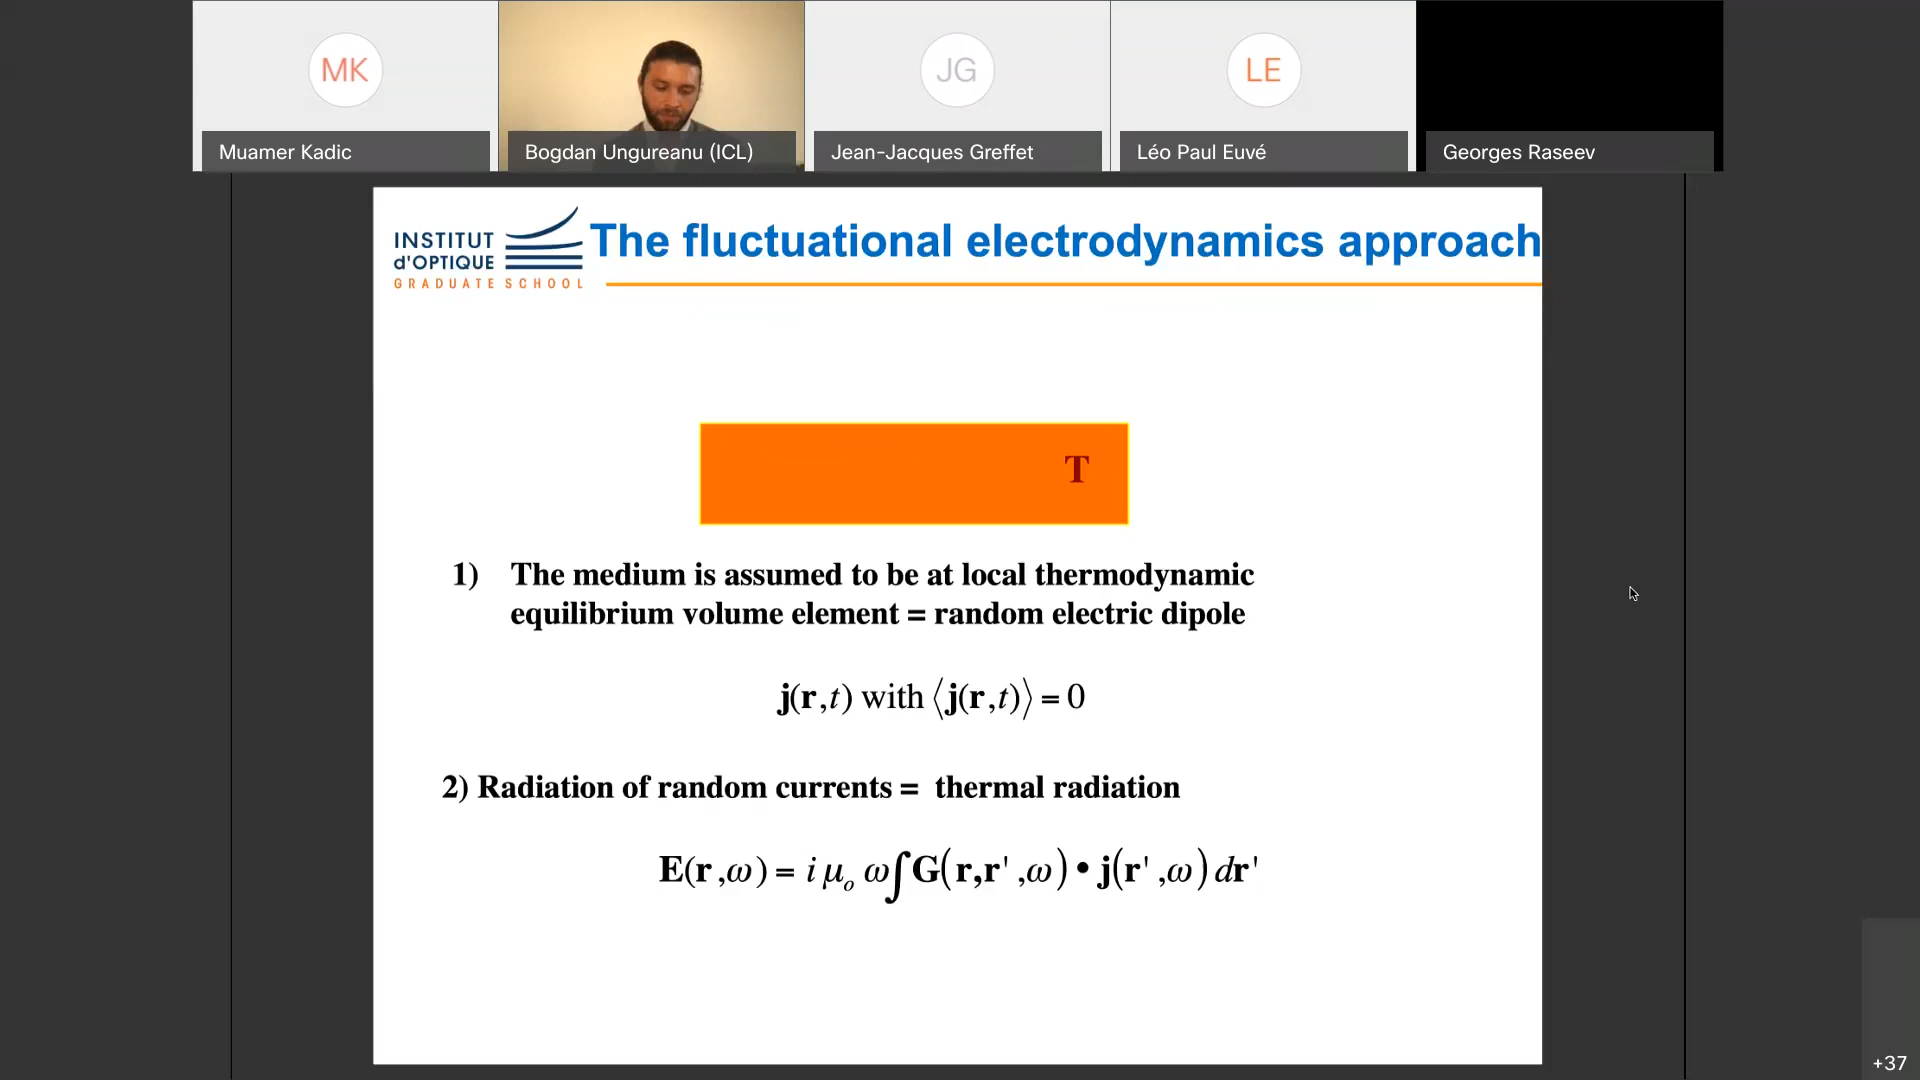 MK
JG
LE
Muamer Kadic
Bogdan Ungureanu (ICL)
Jean-Jacques Greffet
Léo Paul Euvé
Georges Raseev
INSTITUT
d'OPTIQUE
GRADUATE SCHOOL
The fluctuational electrodynamics approach
T
1) The medium is assumed to be at local thermodynamic
equilibrium volume element = random electric dipole
j(r,t) with ⟨j(r,t)⟩ = 0
2) Radiation of random currents = thermal radiation
E(r,ω) = i μₒ ω∫G(r,r',ω)•j(r',ω)dr'
+37